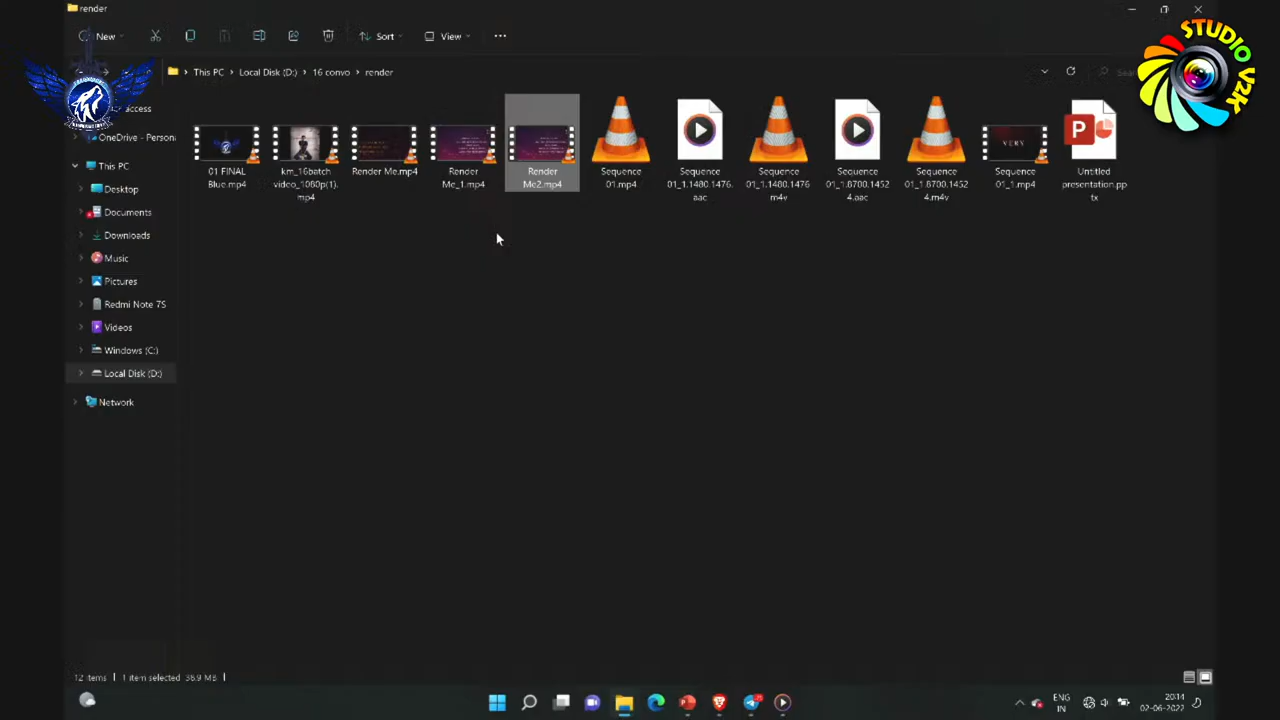 render
New
Sort
View
This PC
Local Disk (D:)
16 convo
render
STUDIO V2K
access
OneDrive - Persona
This PC
Desktop
Documents
Downloads
Music
Pictures
Redmi Note 7S
Videos
Windows (C:)
Local Disk (D:)
Network
01 FINAL
Blue.mp4
km_16batch
video_1080p(1).
mp4
Render Me.mp4
Render
Me_1.mp4
Render
Me2.mp4
Sequence
01.mp4
Sequence
01_1.1480.1476.
aac
Sequence
01_1.1480.1476
m4v
Sequence
01_1.8700.1452
4.aac
Sequence
01_1.8700.1452
4.m4v
VERY
Sequence
01_1.mp4
Untitled
presentation.pp
tx
12 items
1 item selected 36.9 MB
ENG
IN
20:14
02-06-2022